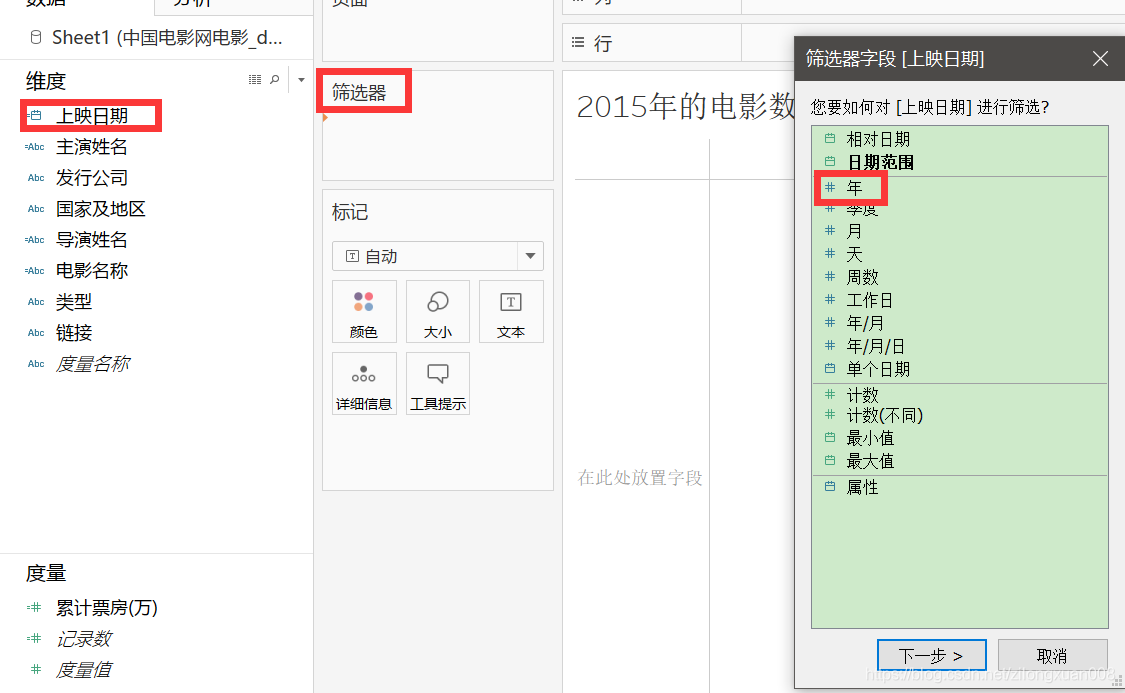 数据
分析
Sheet1 (中国电影网电影_d...
维度
上映日期
=Abc 主演姓名
Abc 发行公司
Abc 国家及地区
=Abc 导演姓名
=Abc 电影名称
Abc 类型
Abc 链接
Abc 度量名称
度量
=# 累计票房(万)
=# 记录数
# 度量值
页面
筛选器
标记
T 自动
颜色
大小
T 文本
详细信息
工具提示
列
行
2015年的电影数
在此处放置字段
筛选器字段 [上映日期]
您要如何对 [上映日期] 进行筛选?
相对日期
日期范围
# 年
# 季度
# 月
# 天
# 周数
# 工作日
# 年/月
# 年/月/日
单个日期
# 计数
# 计数(不同)
最小值
最大值
属性
下一步 >
取消